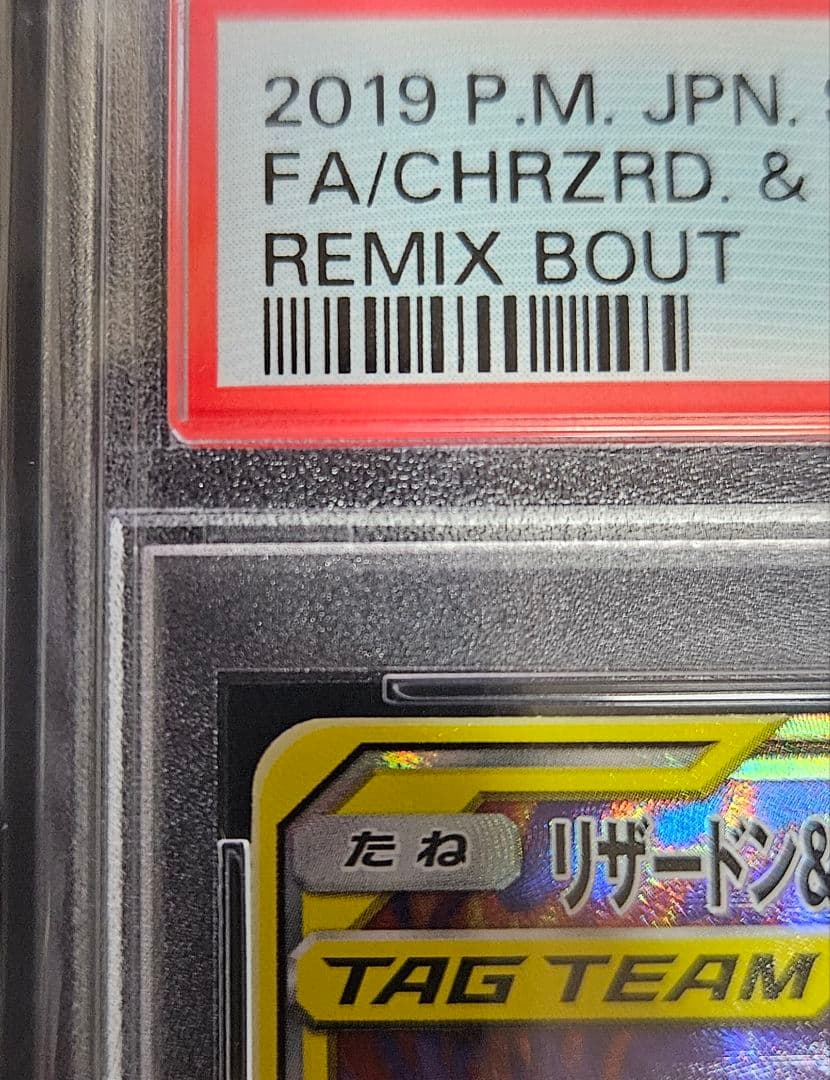 2019 P.M. JPN.
FA/CHRZRD. &
REMIX BOUT
たね
リザードン&
TAG TEAM